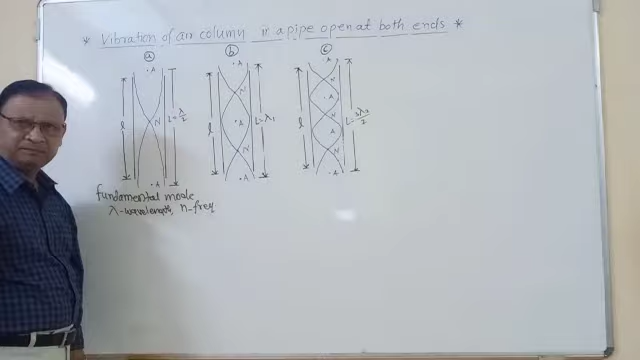 * Vibration of air column in a pipe open at both ends *
a b c
A A A
N N N
A A
N N
A
N
A A A
l L=λ/2
l L=λ₁
l L=3λ₂/2
fundamental mode
λ-wavelength, n-freq